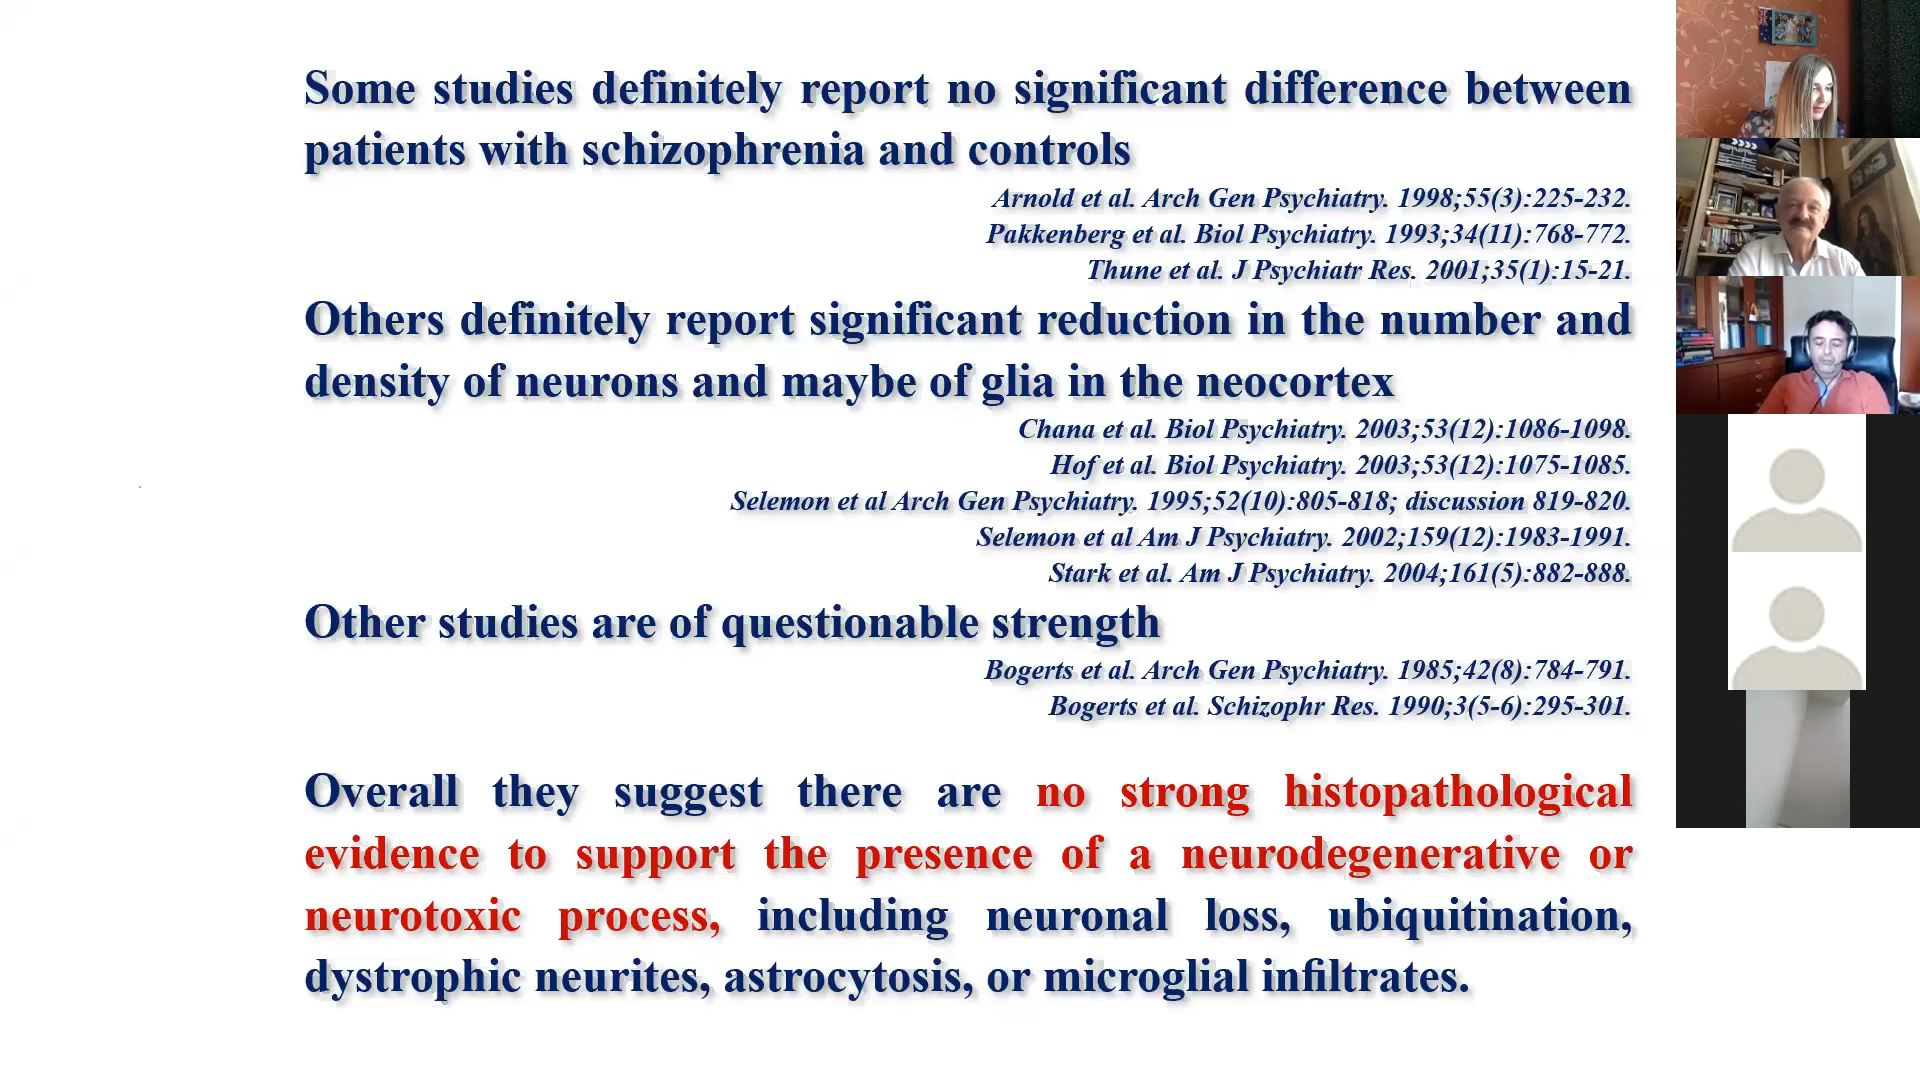 Some studies definitely report no significant difference between
patients with schizophrenia and controls
Arnold et al. Arch Gen Psychiatry. 1998;55(3):225-232.
Pakkenberg et al. Biol Psychiatry. 1993;34(11):768-772.
Thune et al. J Psychiatr Res. 2001;35(1):15-21.
Others definitely report significant reduction in the number and
density of neurons and maybe of glia in the neocortex
Chana et al. Biol Psychiatry. 2003;53(12):1086-1098.
Hof et al. Biol Psychiatry. 2003;53(12):1075-1085.
Selemon et al Arch Gen Psychiatry. 1995;52(10):805-818; discussion 819-820.
Selemon et al Am J Psychiatry. 2002;159(12):1983-1991.
Stark et al. Am J Psychiatry. 2004;161(5):882-888.
Other studies are of questionable strength
Bogerts et al. Arch Gen Psychiatry. 1985;42(8):784-791.
Bogerts et al. Schizophr Res. 1990;3(5-6):295-301.
Overall they suggest there are no strong histopathological
evidence to support the presence of a neurodegenerative or
neurotoxic process, including neuronal loss, ubiquitination,
dystrophic neurites, astrocytosis, or microglial infiltrates.